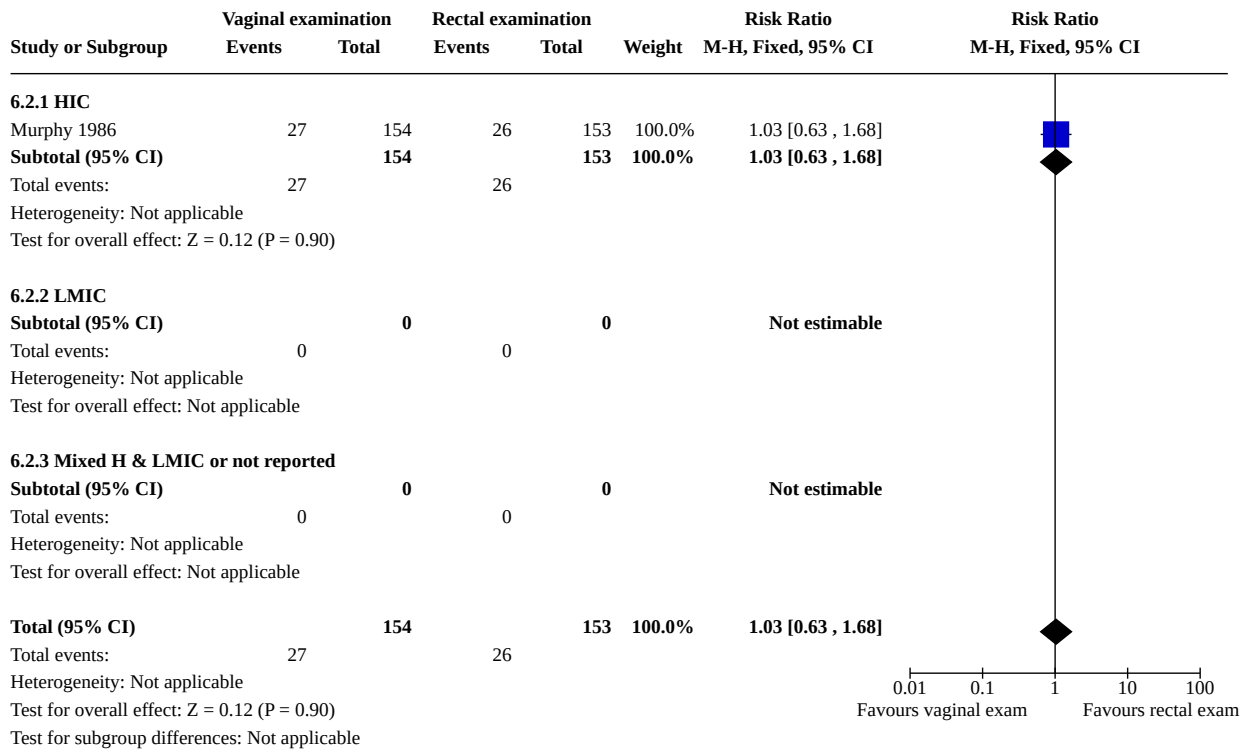 Vaginal examination Rectal examination Risk Ratio Risk Ratio
Study or Subgroup Events Total Events Total Weight M-H, Fixed, 95% CI M-H, Fixed, 95% CI
6.2.1 HIC
Murphy 1986 27 154 26 153 100.0% 1.03 [0.63 , 1.68]
Subtotal (95% CI) 154 153 100.0% 1.03 [0.63 , 1.68]
Total events: 27 26
Heterogeneity: Not applicable
Test for overall effect: Z = 0.12 (P = 0.90)
6.2.2 LMIC
Subtotal (95% CI) 0 0 Not estimable
Total events: 0 0
Heterogeneity: Not applicable
Test for overall effect: Not applicable
6.2.3 Mixed H & LMIC or not reported
Subtotal (95% CI) 0 0 Not estimable
Total events: 0 0
Heterogeneity: Not applicable
Test for overall effect: Not applicable
Total (95% CI) 154 153 100.0% 1.03 [0.63 , 1.68]
Total events: 27 26
Heterogeneity: Not applicable
Test for overall effect: Z = 0.12 (P = 0.90)
Test for subgroup differences: Not applicable
0.01 0.1 1 10 100
Favours vaginal exam Favours rectal exam